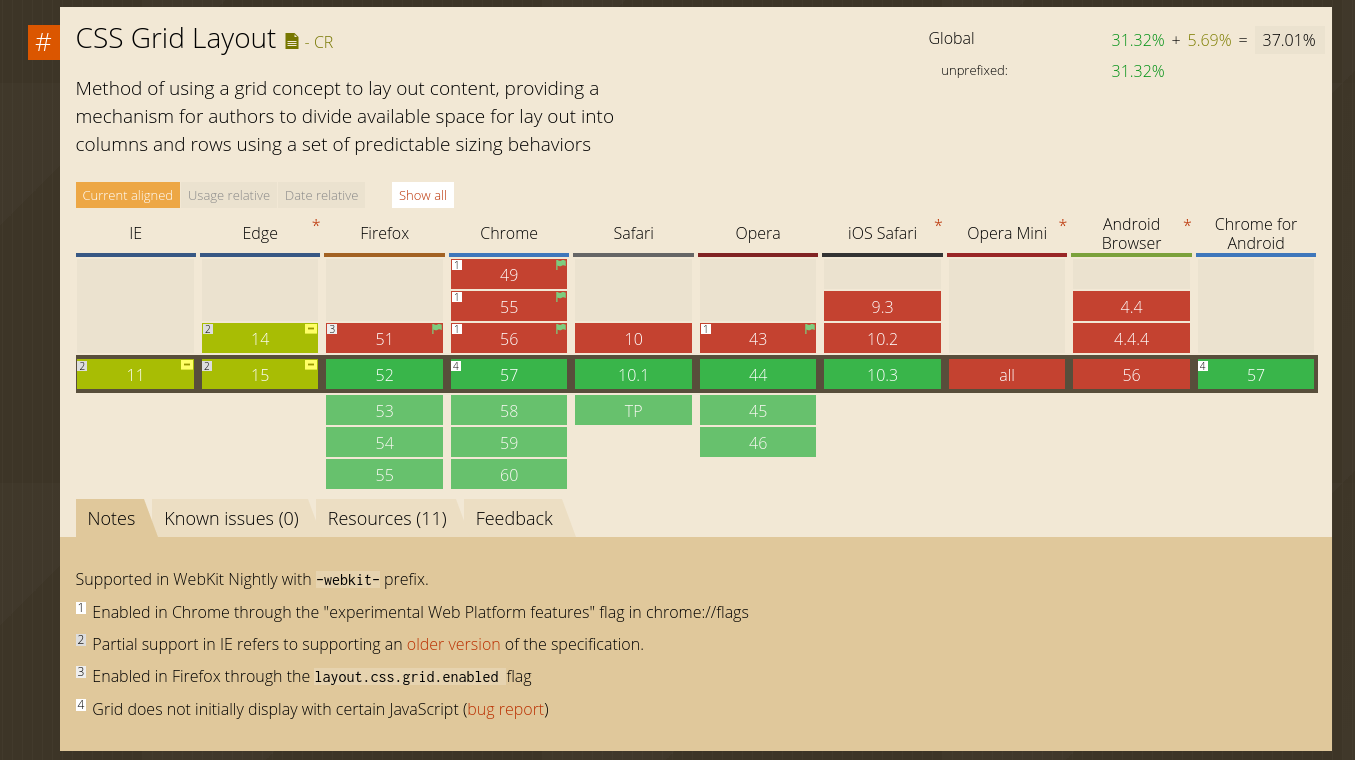 #
CSS Grid Layout - CR
Global 31.32% + 5.69% = 37.01%
unprefixed: 31.32%
Method of using a grid concept to lay out content, providing a
mechanism for authors to divide available space for lay out into
columns and rows using a set of predictable sizing behaviors
Current aligned Usage relative Date relative Show all
IE Edge * Firefox Chrome Safari Opera iOS Safari * Opera Mini * Android Browser * Chrome for Android
1 49
1 55 9.3 4.4
2 14 3 51 1 56 10 1 43 10.2 4.4.4
2 11 2 15 52 4 57 10.1 44 10.3 all 56 4 57
53 58 TP 45
54 59 46
55 60
Notes Known issues (0) Resources (11) Feedback
Supported in WebKit Nightly with -webkit- prefix.
1 Enabled in Chrome through the "experimental Web Platform features" flag in chrome://flags
2 Partial support in IE refers to supporting an older version of the specification.
3 Enabled in Firefox through the layout.css.grid.enabled flag
4 Grid does not initially display with certain JavaScript (bug report)